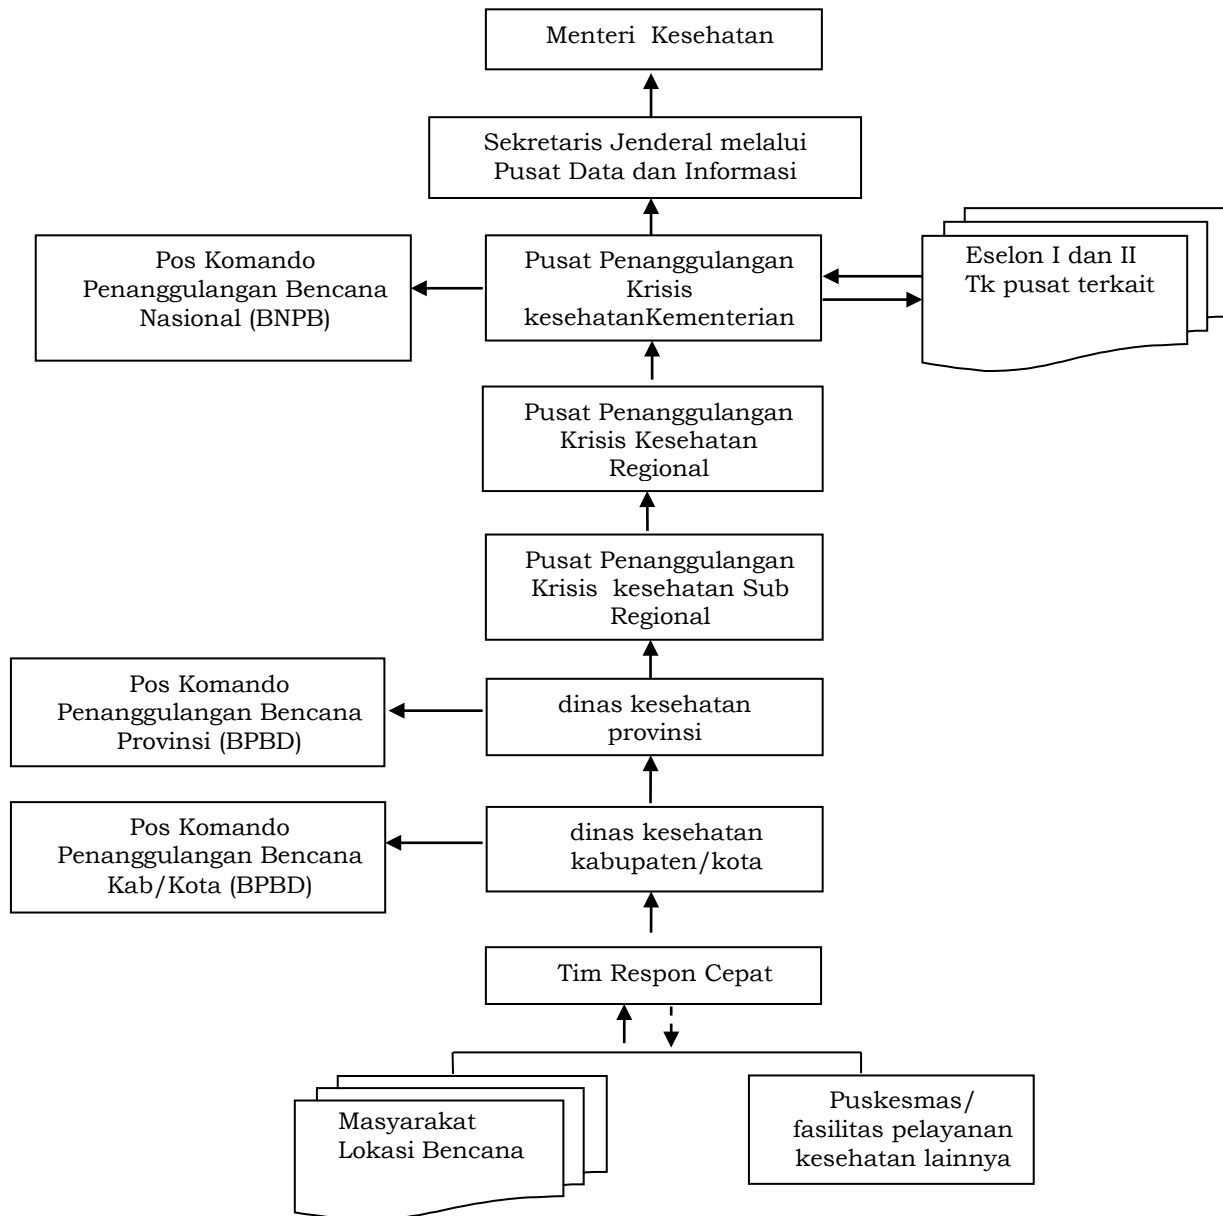 Menteri  Kesehatan
Sekretaris Jenderal melalui
Pusat Data dan Informasi
Pos Komando
Penanggulangan Bencana
Nasional (BNPB)
Pusat Penanggulangan
Krisis
kesehatanKementerian
Eselon I dan II
Tk pusat terkait
Pusat Penanggulangan
Krisis Kesehatan
Regional
Pusat Penanggulangan
Krisis  kesehatan Sub
Regional
Pos Komando
Penanggulangan Bencana
Provinsi (BPBD)
dinas kesehatan
provinsi
Pos Komando
Penanggulangan Bencana
Kab/Kota (BPBD)
dinas kesehatan
kabupaten/kota
Tim Respon Cepat
Masyarakat
Lokasi Bencana
Puskesmas/
fasilitas pelayanan
kesehatan lainnya